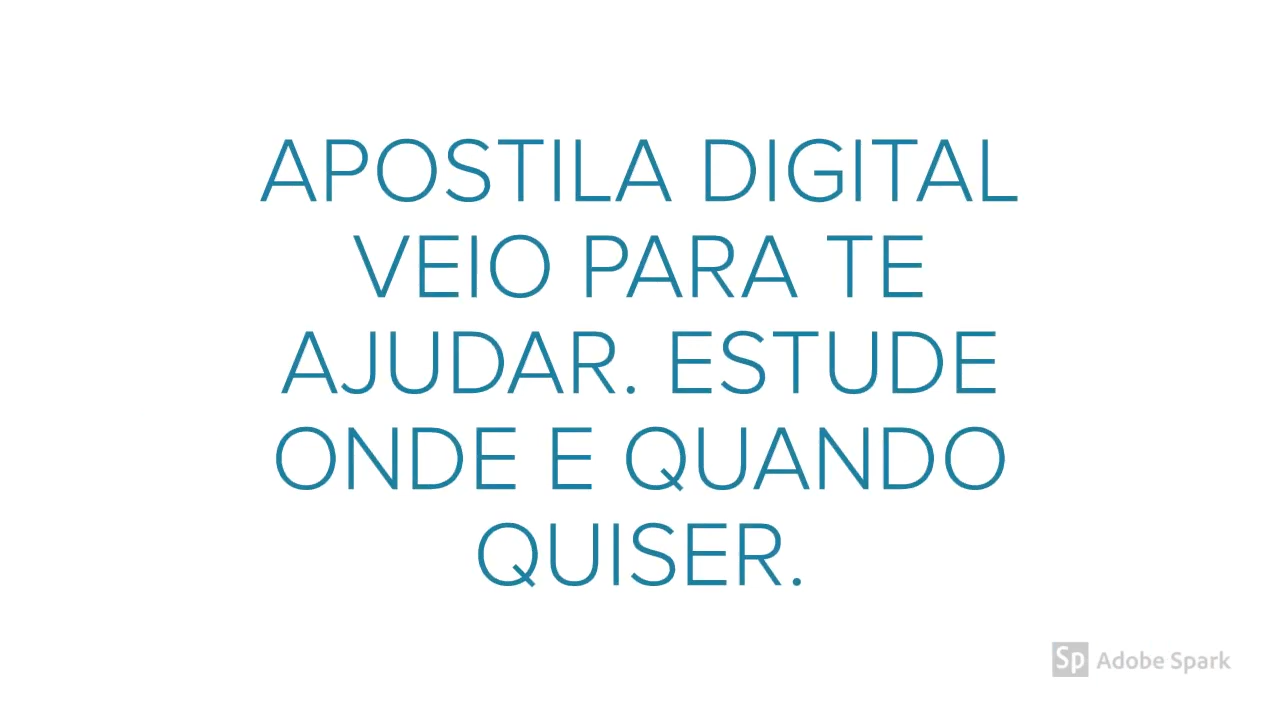 APOSTILA DIGITAL
VEIO PARA TE
AJUDAR. ESTUDE
ONDE E QUANDO
QUISER.
Sp Adobe Spark